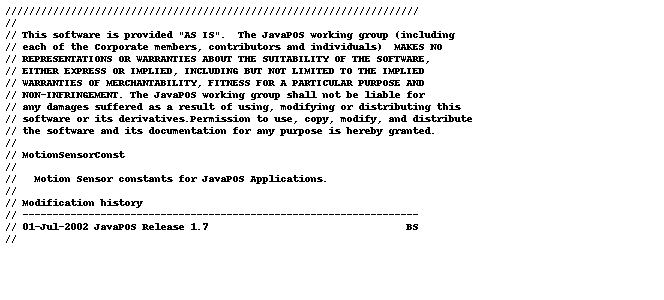 //////////////////////////////////////////////////////////////////////
//
// This software is provided "AS IS".  The JavaPOS working group (including
// each of the Corporate members, contributors and individuals)  MAKES NO
// REPRESENTATIONS OR WARRANTIES ABOUT THE SUITABILITY OF THE SOFTWARE,
// EITHER EXPRESS OR IMPLIED, INCLUDING BUT NOT LIMITED TO THE IMPLIED
// WARRANTIES OF MERCHANTABILITY, FITNESS FOR A PARTICULAR PURPOSE AND
// NON-INFRINGEMENT. The JavaPOS working group shall not be liable for
// any damages suffered as a result of using, modifying or distributing this
// software or its derivatives.Permission to use, copy, modify, and distribute
// the software and its documentation for any purpose is hereby granted.
//
// MotionSensorConst
//
//   Motion Sensor constants for JavaPOS Applications.
//
// Modification history
// ------------------------------------------------------------------
// 01-Jul-2002 JavaPOS Release 1.7                                 BS
//